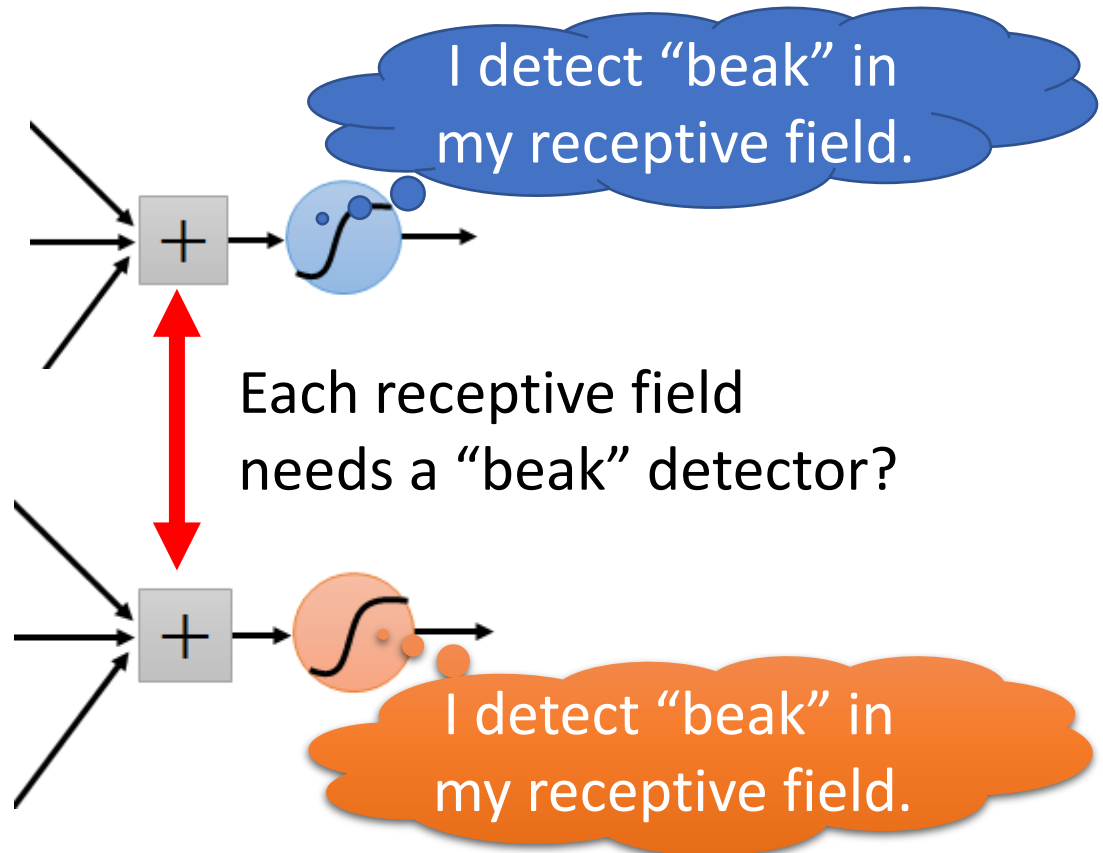 I detect “beak” in
my receptive field.
+
Each receptive field
needs a “beak” detector?
+
I detect “beak” in
my receptive field.